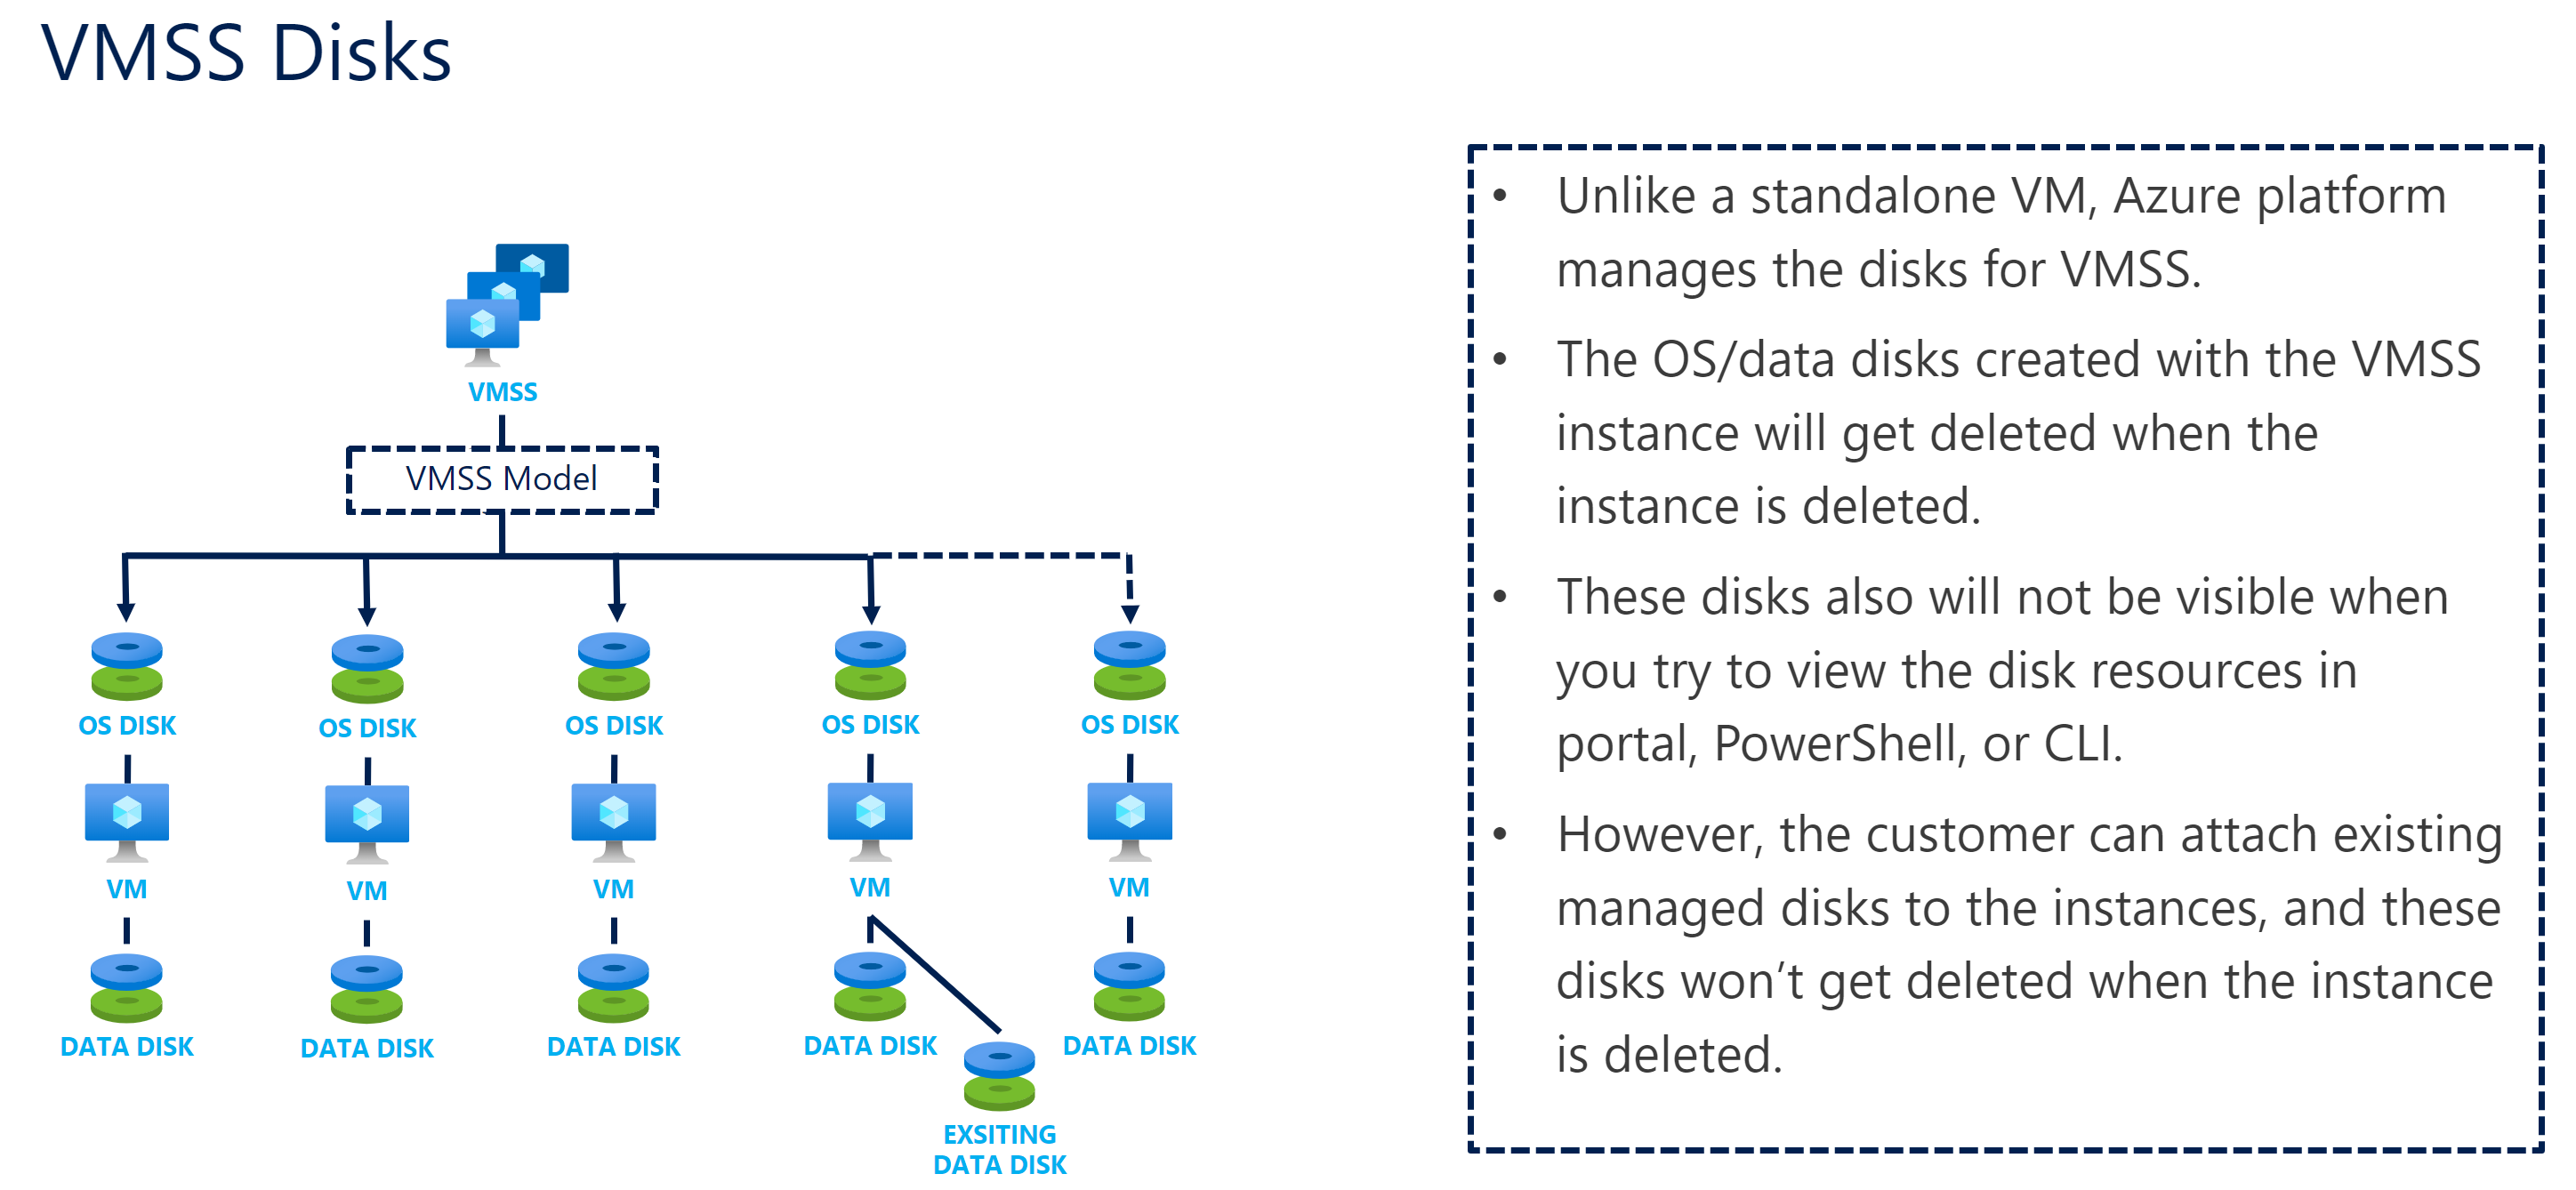 VMSS Disks
VMSS
VMSS Model
OS DISK
OS DISK
OS DISK
OS DISK
OS DISK
VM
VM
VM
VM
VM
DATA DISK
DATA DISK
DATA DISK
DATA DISK
DATA DISK
EXSITING
DATA DISK
• Unlike a standalone VM, Azure platform
manages the disks for VMSS.
• The OS/data disks created with the VMSS
instance will get deleted when the
instance is deleted.
• These disks also will not be visible when
you try to view the disk resources in
portal, PowerShell, or CLI.
• However, the customer can attach existing
managed disks to the instances, and these
disks won’t get deleted when the instance
is deleted.